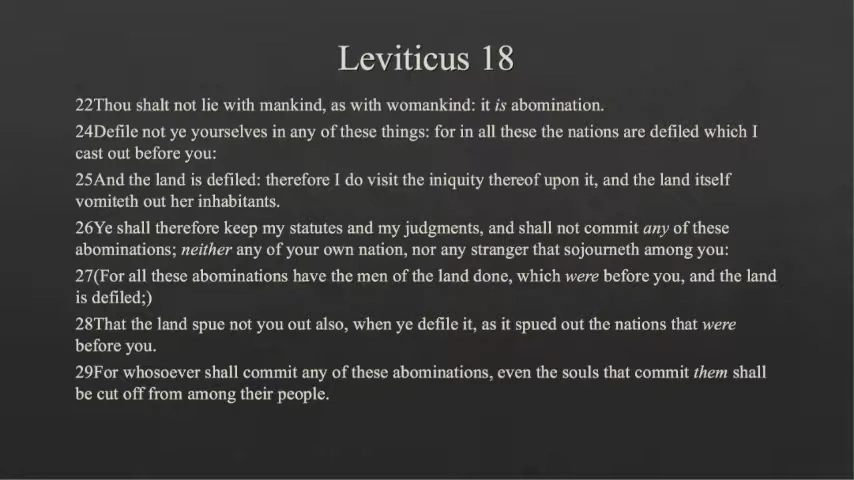 Leviticus 18
22Thou shalt not lie with mankind, as with womankind: it is abomination.
24Defile not ye yourselves in any of these things: for in all these the nations are defiled which I
cast out before you:
25And the land is defiled: therefore I do visit the iniquity thereof upon it, and the land itself
vomiteth out her inhabitants.
26Ye shall therefore keep my statutes and my judgments, and shall not commit any of these
abominations; neither any of your own nation, nor any stranger that sojourneth among you:
27(For all these abominations have the men of the land done, which were before you, and the land
is defiled;)
28That the land spue not you out also, when ye defile it, as it spued out the nations that were
before you.
29For whosoever shall commit any of these abominations, even the souls that commit them shall
be cut off from among their people.